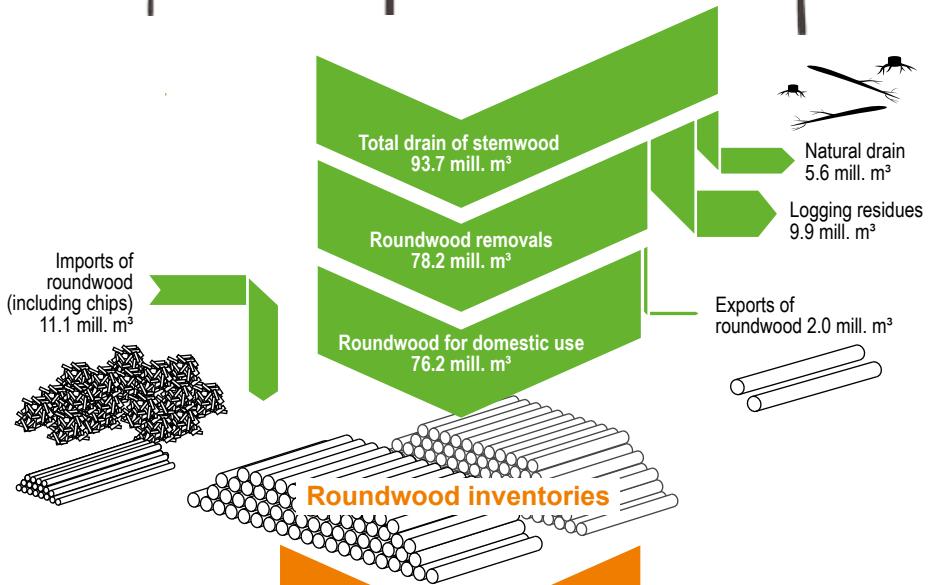 Total drain of stemwood
93.7 mill. m³
Natural drain
5.6 mill. m³
Logging residues
9.9 mill. m³
Roundwood removals
78.2 mill. m³
Imports of
roundwood
(including chips)
11.1 mill. m³
Exports of
roundwood 2.0 mill. m³
Roundwood for domestic use
76.2 mill. m³
Roundwood inventories